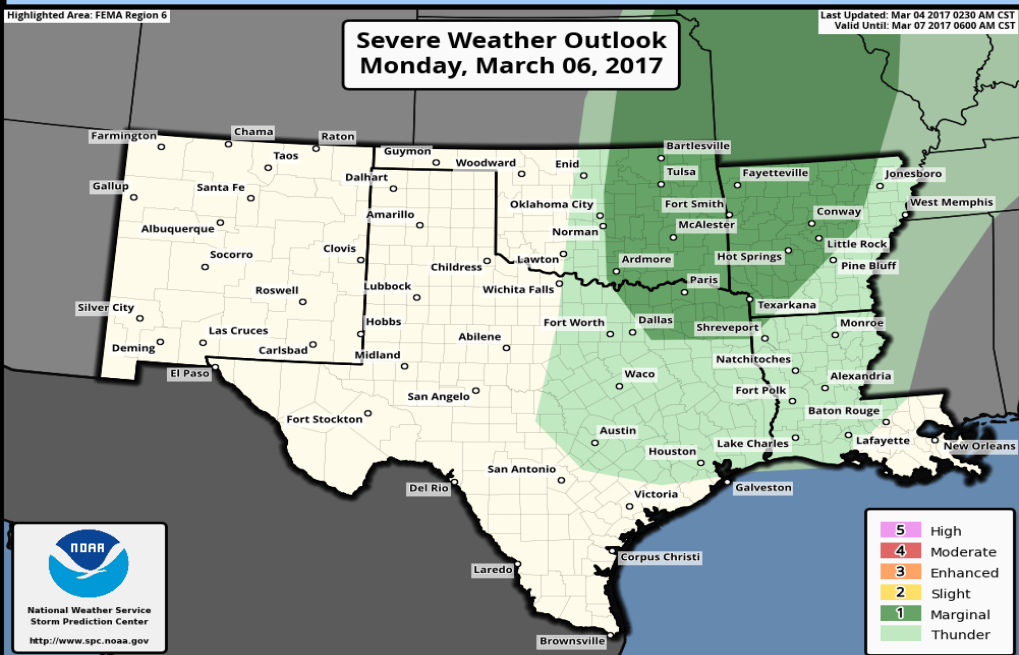 Highlighted Area: FEMA Region 6
Last Updated: Mar 04 2017 0230 AM CST
Valid Until: Mar 07 2017 0600 AM CST
Severe Weather Outlook
Monday, March 06, 2017
Farmington
Chama
Raton
Taos
Guymon
Woodward
Enid
Bartlesville
Tulsa
Fayetteville
Jonesboro
Gallup
Santa Fe
Dalhart
Oklahoma City
Fort Smith
Conway
West Memphis
Albuquerque
Amarillo
Norman
McAlester
Little Rock
Socorro
Clovis
Childress
Lawton
Ardmore
Hot Springs
Pine Bluff
Roswell
Lubbock
Wichita Falls
Paris
Texarkana
Silver City
Las Cruces
Hobbs
Abilene
Fort Worth
Dallas
Shreveport
Monroe
Deming
Carlsbad
Midland
Natchitoches
El Paso
San Angelo
Waco
Fort Polk
Alexandria
Fort Stockton
Austin
Baton Rouge
Lake Charles
Lafayette
New Orleans
Houston
San Antonio
Del Rio
Galveston
Victoria
Corpus Christi
Laredo
Brownsville
NOAA
National Weather Service
Storm Prediction Center
http://www.spc.noaa.gov
5 High
4 Moderate
3 Enhanced
2 Slight
1 Marginal
Thunder